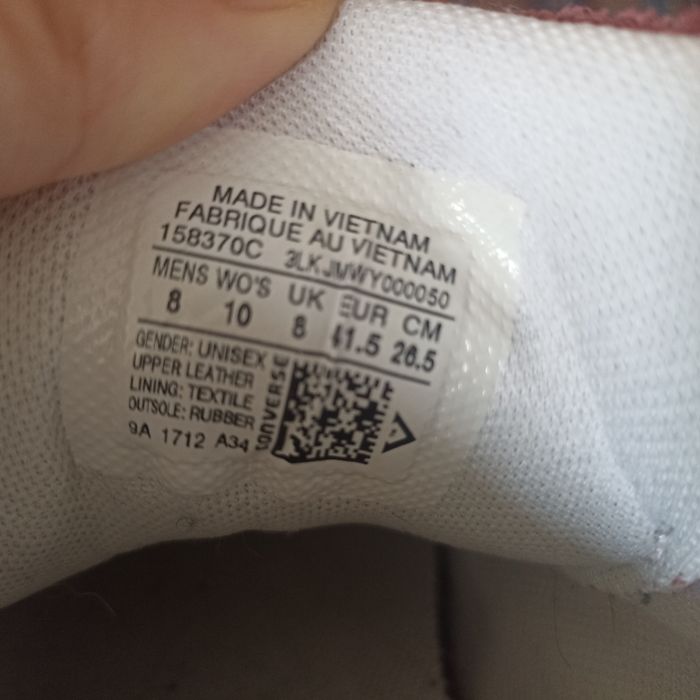 MADE IN VIETNAM
FABRIQUE AU VIETNAM
158370C 3LKJMWY000050
MENS WO'S UK EUR CM
8 10 8 41.5 26.5
GENDER: UNISEX
UPPER LEATHER
LINING: TEXTILE
OUTSOLE: RUBBER
9A 1712 A34
CONVERSE